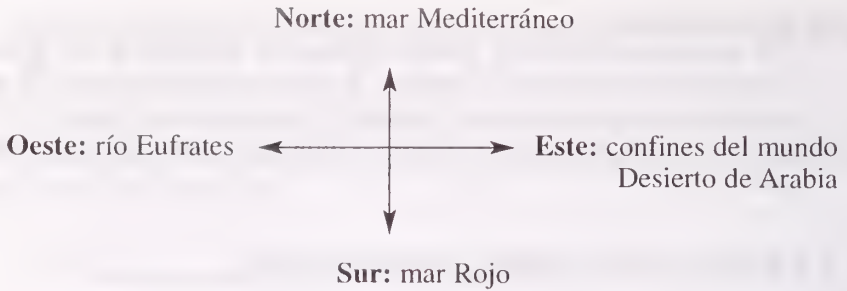 Norte: mar Mediterráneo
Oeste: río Eufrates
Este: confines del mundo
Desierto de Arabia
Sur: mar Rojo